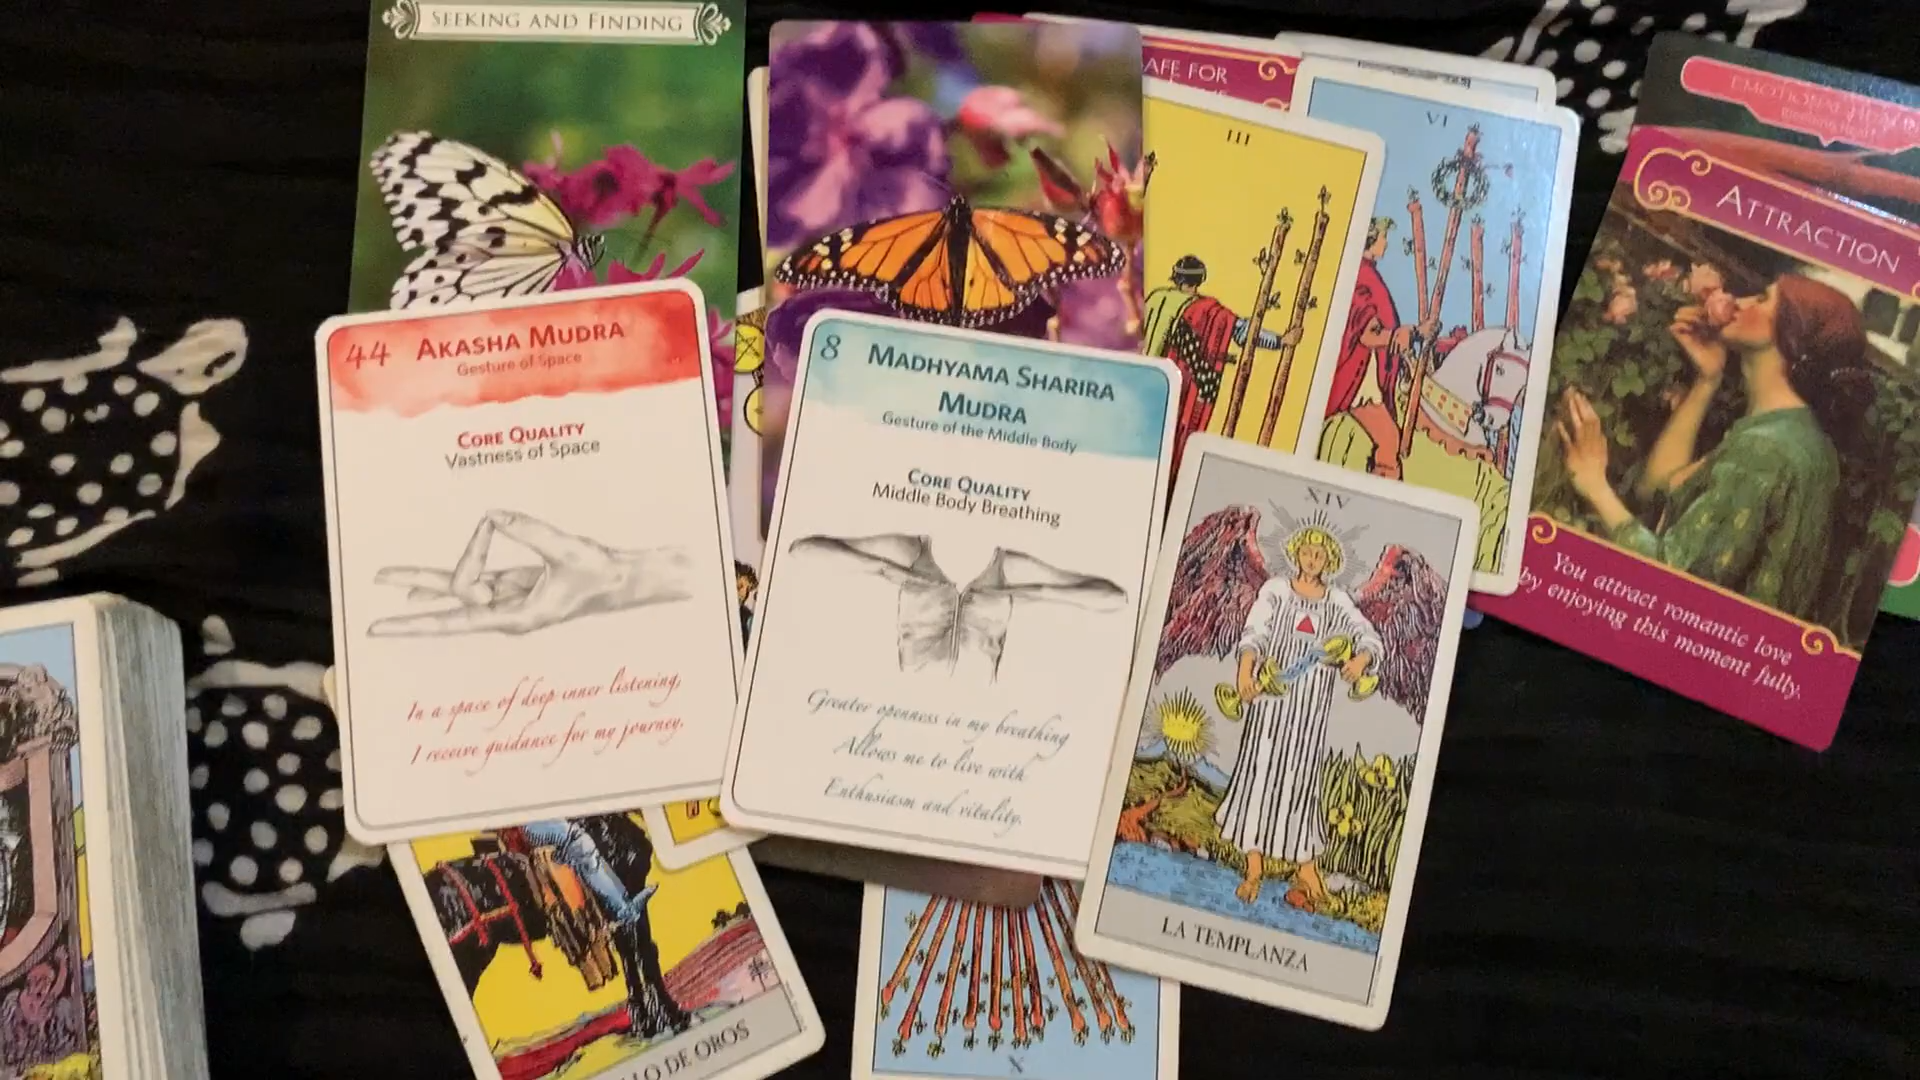 SEEKING AND FINDING
AFE FOR
III
VI
EMOTIONAL
ATTRACTION
You attract romantic love
by enjoying this moment fully.
44 AKASHA MUDRA
Gesture of Space
CORE QUALITY
Vastness of Space
In a space of deep inner listening,
I receive guidance for my journey.
8 MADHYAMA SHARIRA
MUDRA
Gesture of the Middle Body
CORE QUALITY
Middle Body Breathing
Greater openness in my breathing
Allows me to live with
Enthusiasm and vitality.
XIV
LA TEMPLANZA
LO DE OROS
X